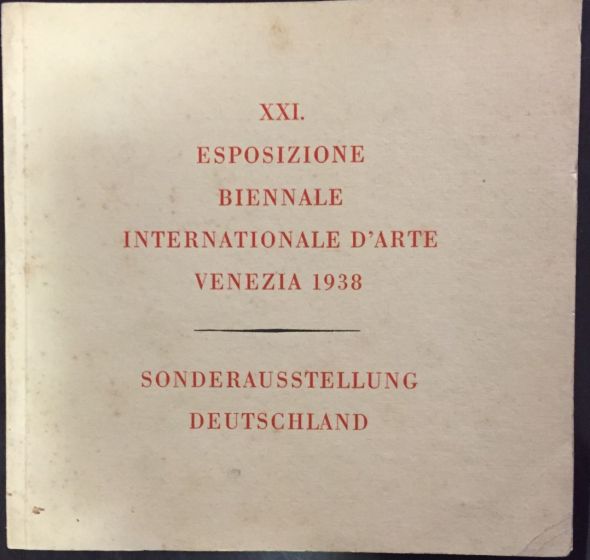 XXI.
ESPOSIZIONE
BIENNALE
INTERNATIONALE D'ARTE
VENEZIA 1938
SONDERAUSSTELLUNG
DEUTSCHLAND